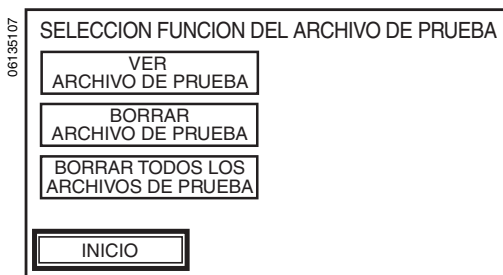 06135107
SELECCION FUNCION DEL ARCHIVO DE PRUEBA
VER
ARCHIVO DE PRUEBA
BORRAR
ARCHIVO DE PRUEBA
BORRAR TODOS LOS
ARCHIVOS DE PRUEBA
INICIO